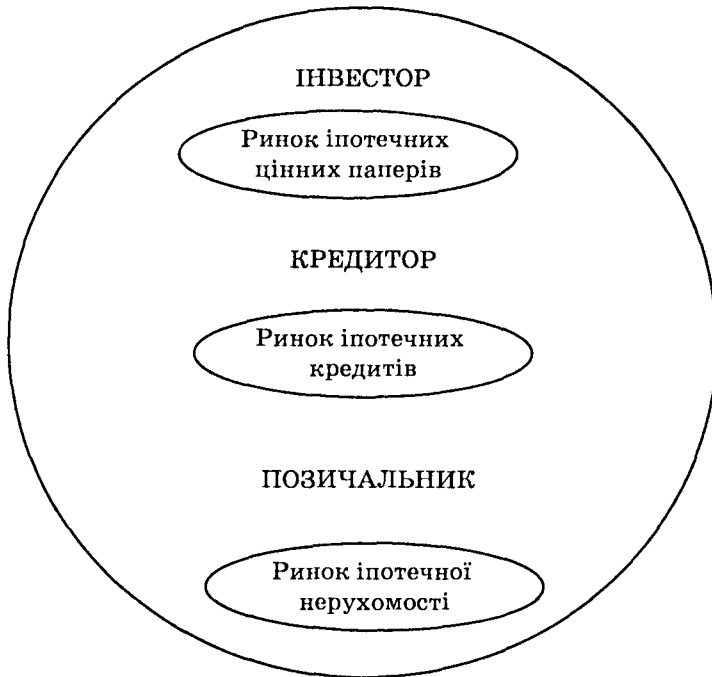 ІНВЕСТОР
Ринок іпотечних
цінних паперів
КРЕДИТОР
Ринок іпотечних
кредитів
ПОЗИЧАЛЬНИК
Ринок іпотечної
нерухомості